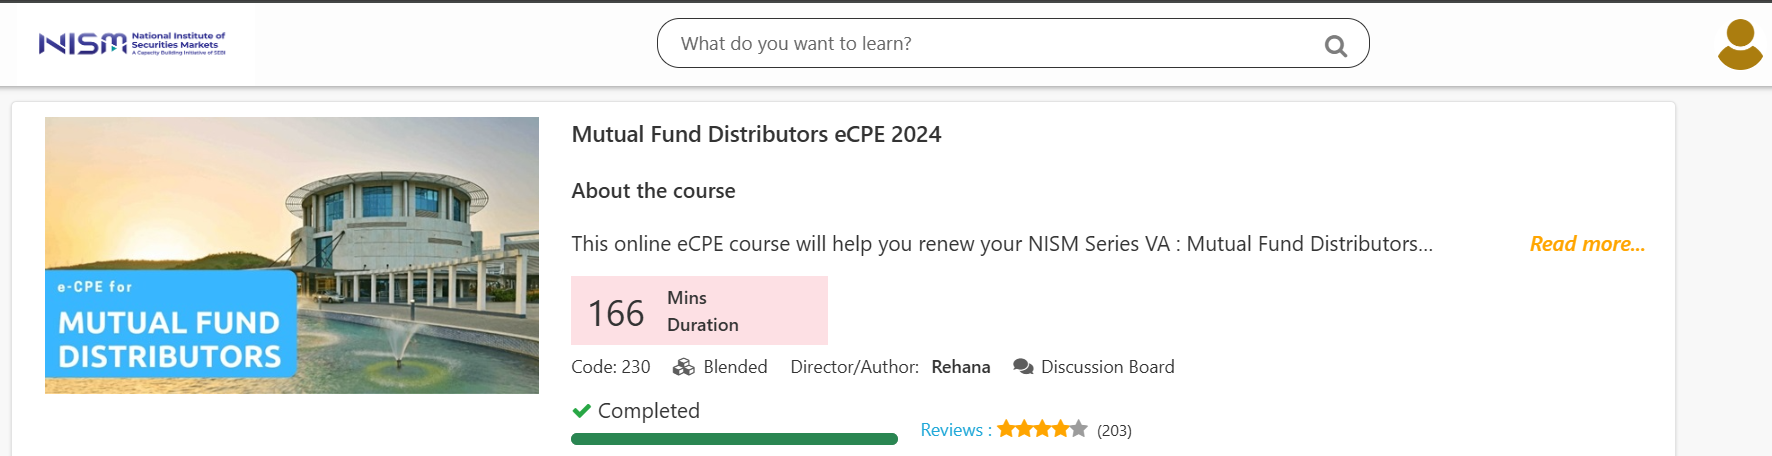 NISM National Institute of
Securities Markets
A Capacity Building Initiative of SEBI
What do you want to learn?
e-CPE for
MUTUAL FUND
DISTRIBUTORS
Mutual Fund Distributors eCPE 2024
About the course
This online eCPE course will help you renew your NISM Series VA : Mutual Fund Distributors... Read more...
166 Mins
Duration
Code: 230 Blended Director/Author: Rehana Discussion Board
Completed
Reviews : (203)